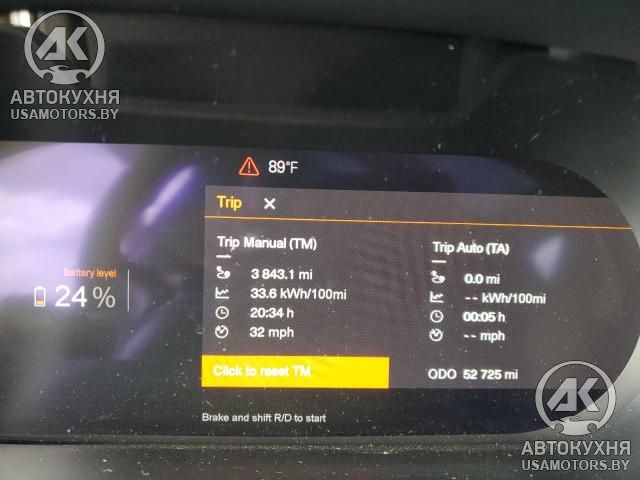 AK
АВТОКУХНЯ
USAMOTORS.BY
89°F
Trip ×
Trip Manual (TM)
3 843.1 mi
33.6 kWh/100mi
20:34 h
32 mph
Click to reset TM
Trip Auto (TA)
0.0 mi
-- kWh/100mi
00:05 h
-- mph
ODO 52 725 mi
Battery level
24 %
Brake and shift R/D to start
AK
АВТОКУХНЯ
USAMOTORS.BY